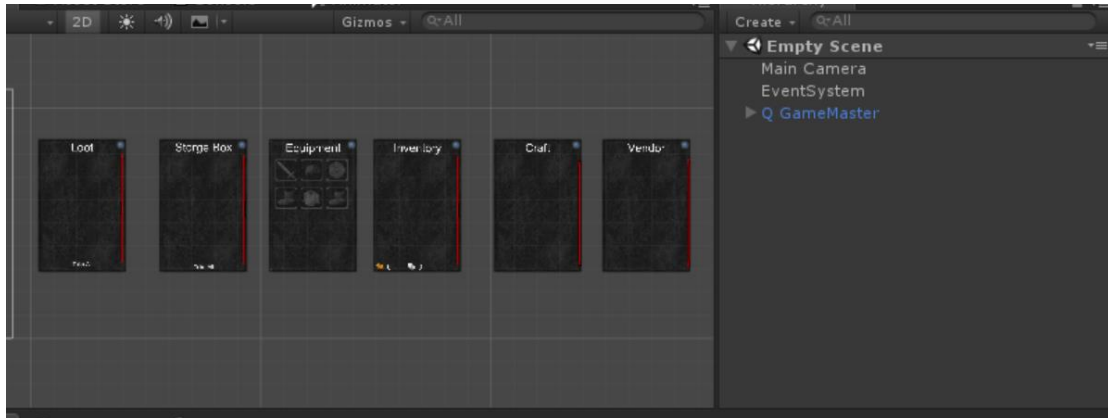 2D Gizmos All
Create All
Empty Scene
Main Camera
EventSystem
Q GameMaster
Loot Storge Box Equipment Inventory Craft Vendor